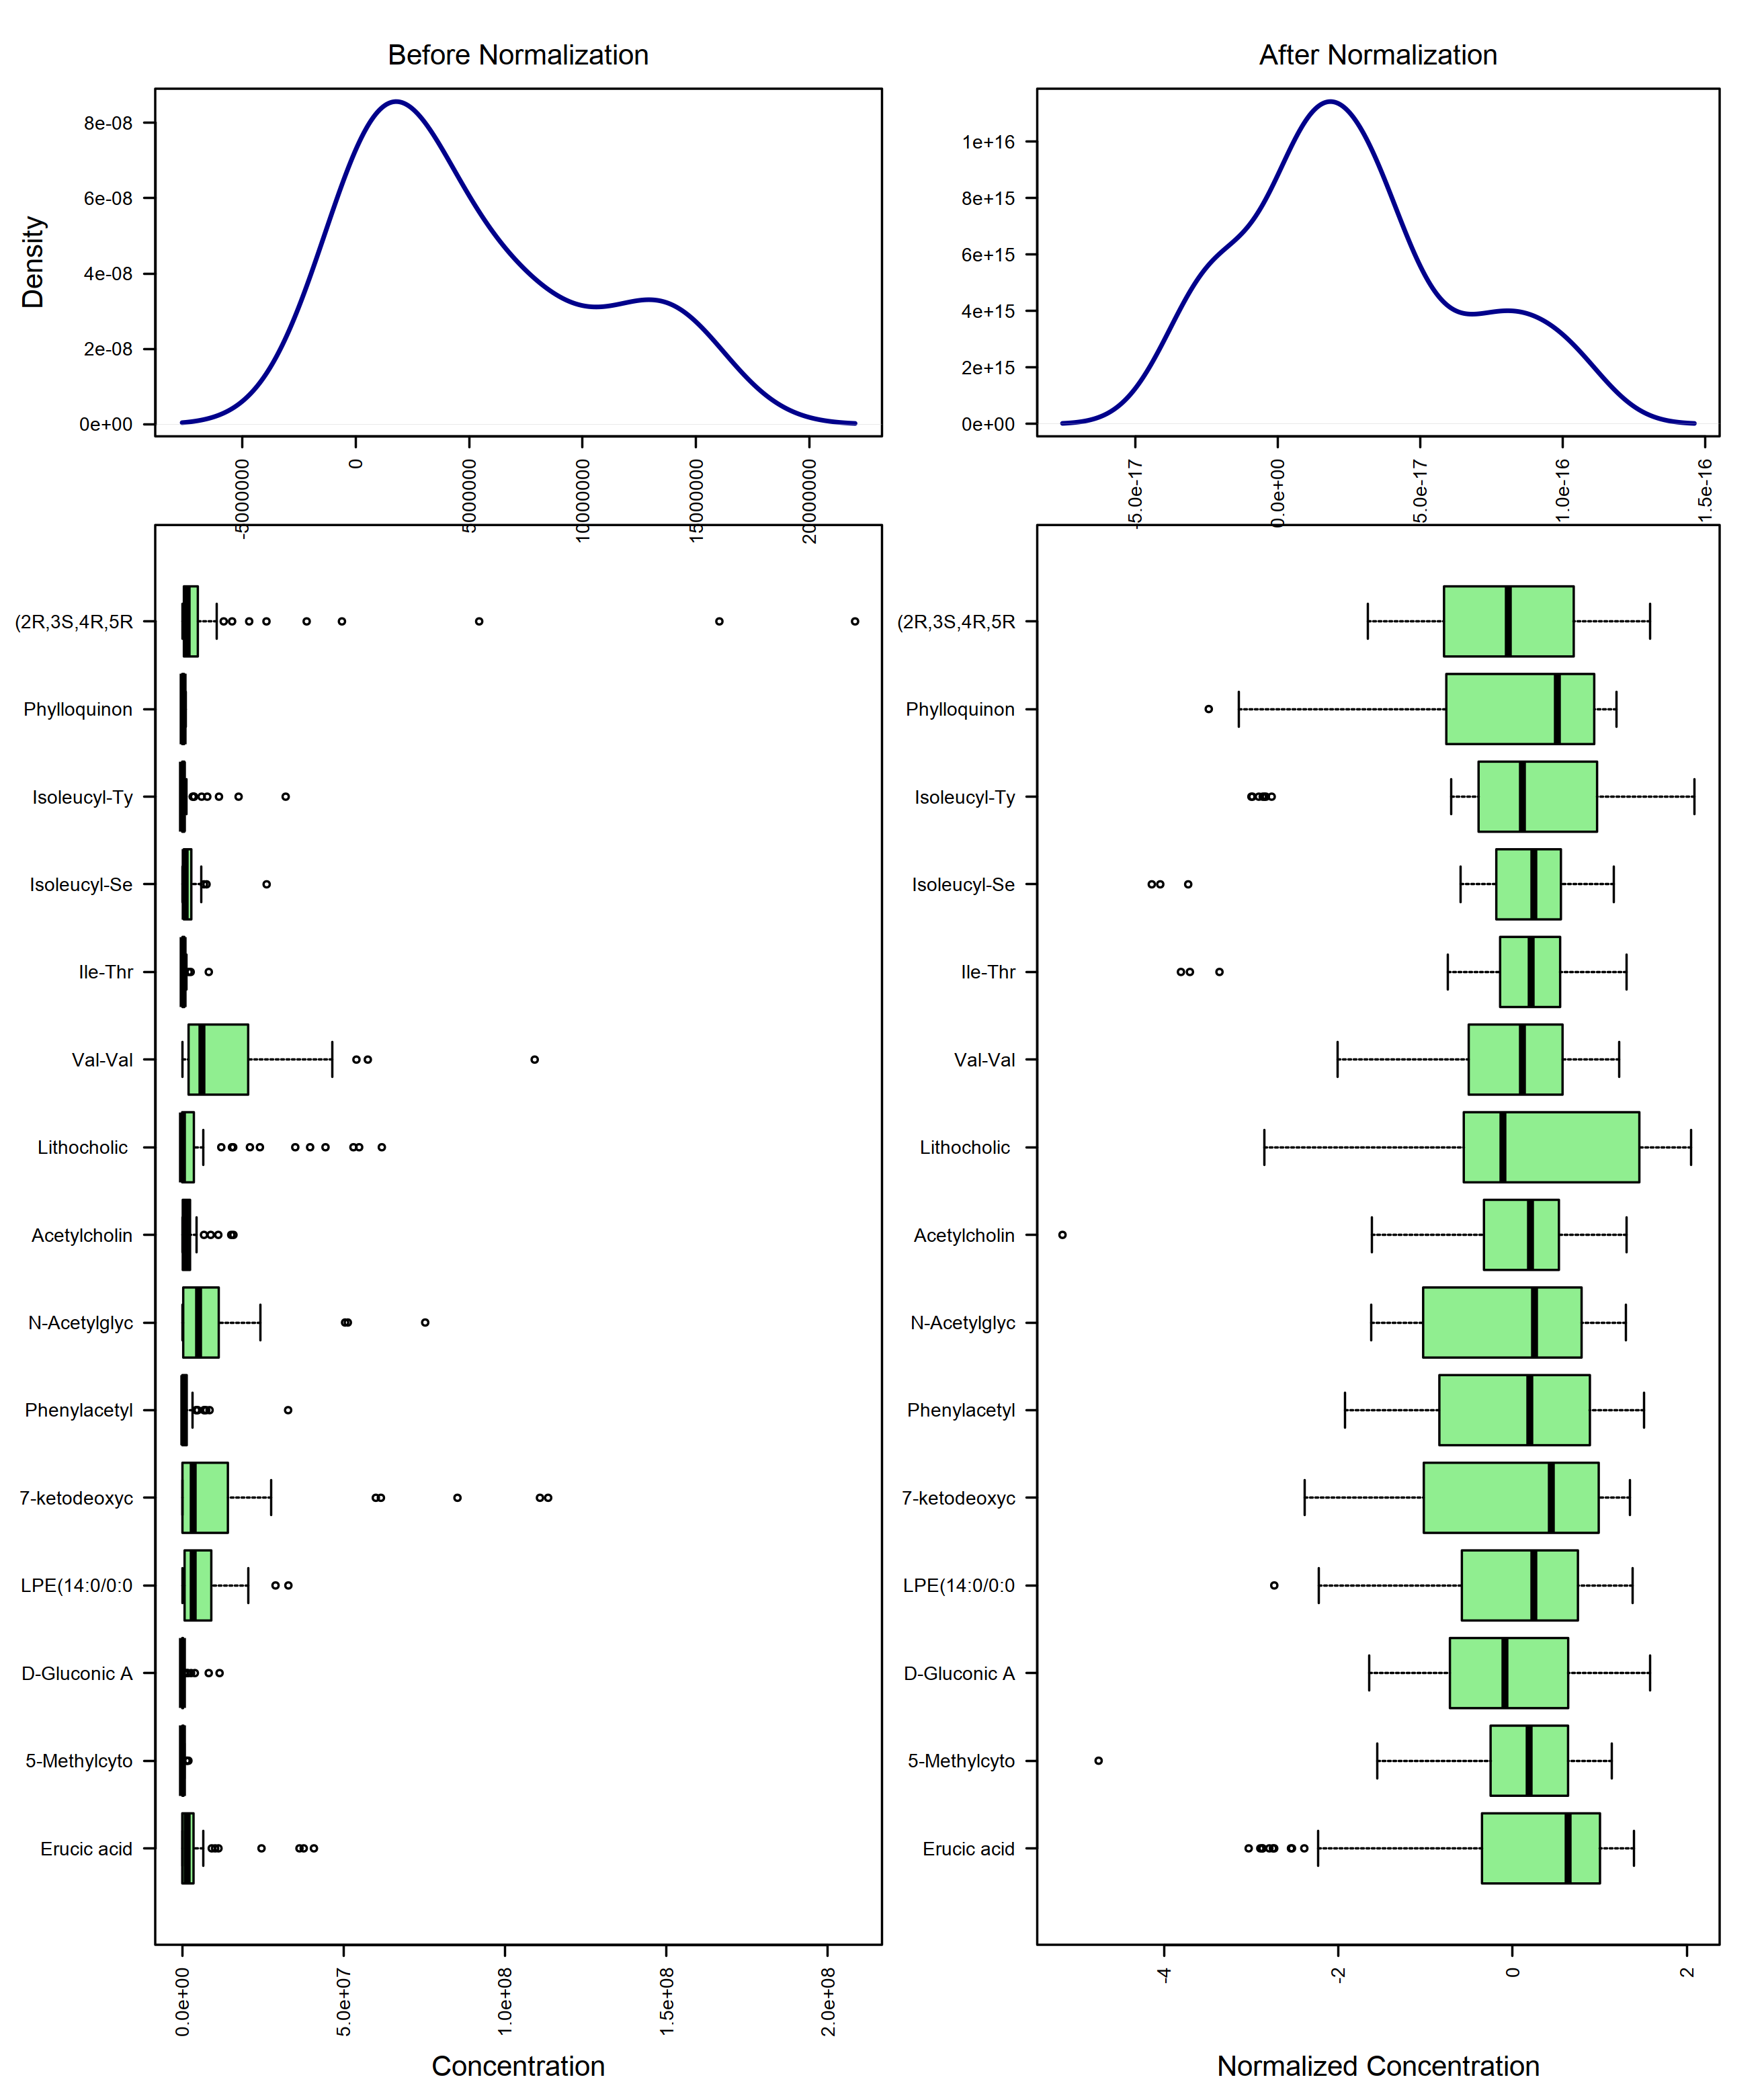 Before Normalization
Density
8e-08
6e-08
4e-08
2e-08
0e+00
-5000000
0
5000000
10000000
15000000
20000000
(2R,3S,4R,5R
Phylloquinon
Isoleucyl-Ty
Isoleucyl-Se
Ile-Thr
Val-Val
Lithocholic
Acetylcholin
N-Acetylglyc
Phenylacetyl
7-ketodeoxyc
LPE(14:0/0:0
D-Gluconic A
5-Methylcyto
Erucic acid
0.0e+00
5.0e+07
1.0e+08
1.5e+08
2.0e+08
Concentration
After Normalization
1e+16
8e+15
6e+15
4e+15
2e+15
0e+00
-5.0e-17
0.0e+00
5.0e-17
1.0e-16
1.5e-16
(2R,3S,4R,5R
Phylloquinon
Isoleucyl-Ty
Isoleucyl-Se
Ile-Thr
Val-Val
Lithocholic
Acetylcholin
N-Acetylglyc
Phenylacetyl
7-ketodeoxyc
LPE(14:0/0:0
D-Gluconic A
5-Methylcyto
Erucic acid
-4
-2
0
2
Normalized Concentration